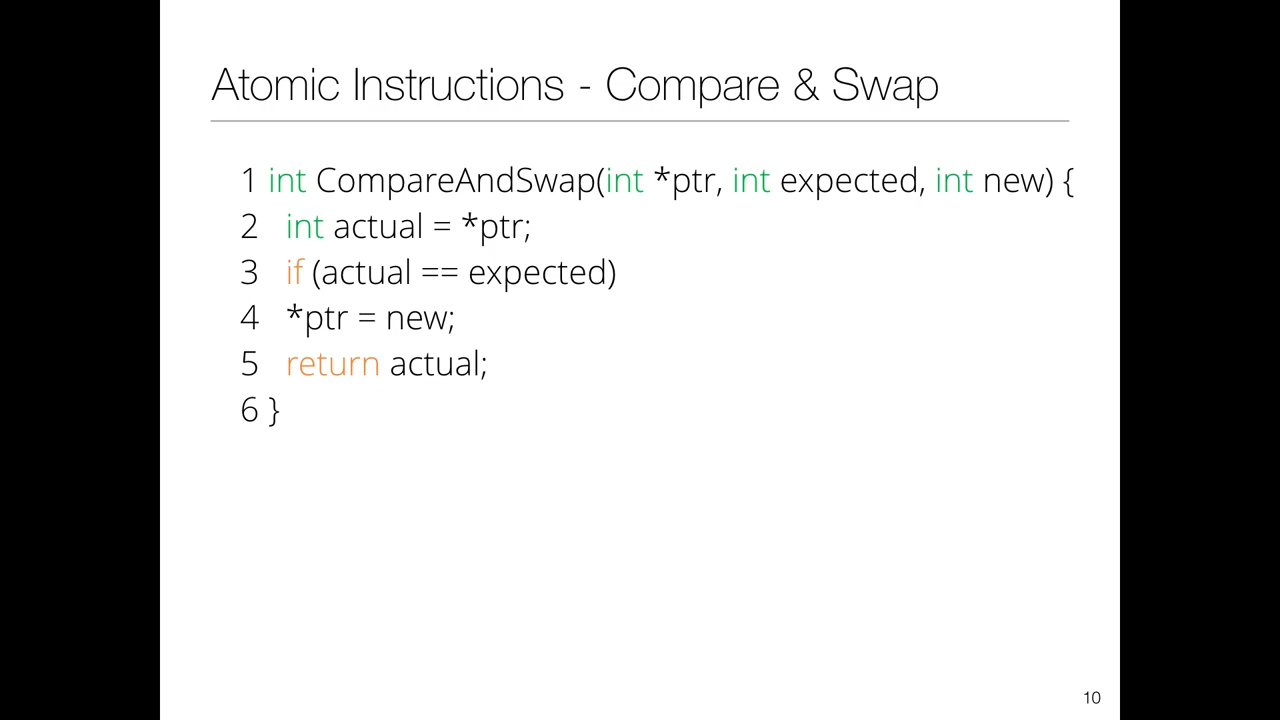 Atomic Instructions - Compare & Swap
1 int CompareAndSwap(int *ptr, int expected, int new) {
2 int actual = *ptr;
3 if (actual == expected)
4 *ptr = new;
5 return actual;
6 }
10